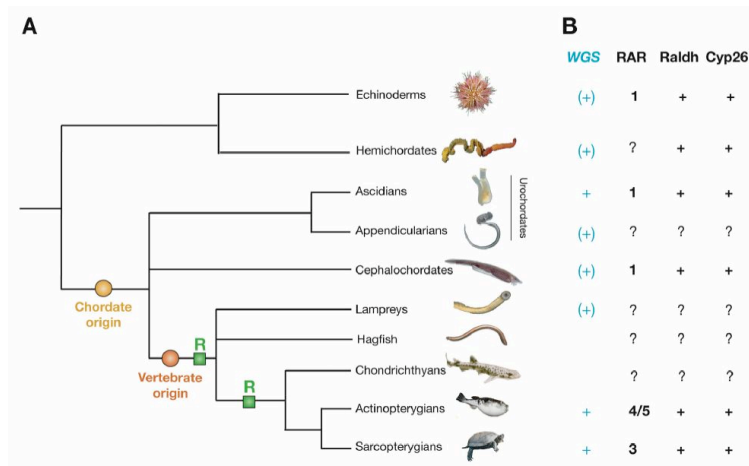 A
B
WGS RAR Raldh Cyp26
Echinoderms (+) 1 + +
Hemichordates (+) ? + +
Ascidians + 1 + +
Urochordates
Appendicularians (+) ? ? ?
Cephalochordates (+) 1 + +
Chordate
origin
Lampreys (+) ? ? ?
R
Hagfish ? ? ?
Vertebrate
origin
Chondrichthyans ? ? ?
R
Actinopterygians + 4/5 + +
Sarcopterygians + 3 + +